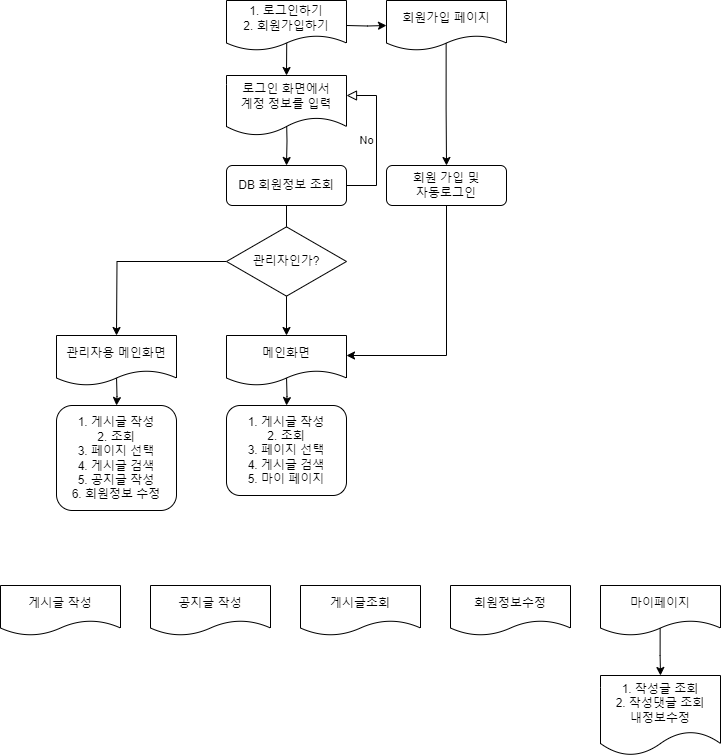 1. 로그인하기
2. 회원가입하기
회원가입 페이지
로그인 화면에서
계정 정보를 입력
No
DB 회원정보 조회
회원 가입 및
자동로그인
관리자인가?
관리자용 메인화면
메인화면
1. 게시글 작성
2. 조회
3. 페이지 선택
4. 게시글 검색
5. 공지글 작성
6. 회원정보 수정
1. 게시글 작성
2. 조회
3. 페이지 선택
4. 게시글 검색
5. 마이 페이지
게시글 작성
공지글 작성
게시글조회
회원정보수정
마이페이지
1. 작성글 조회
2. 작성댓글 조회
내정보수정